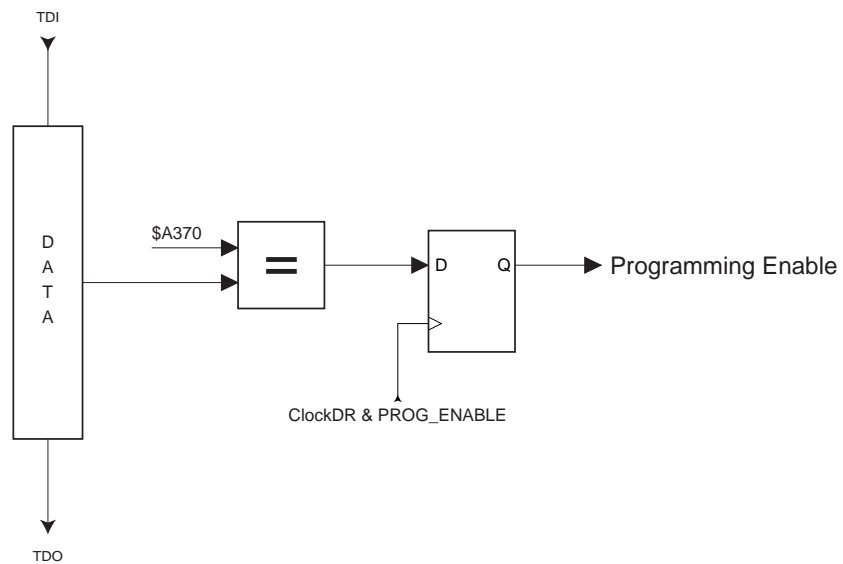 TDI
D
A
T
A
$A370
=
D Q
Programming Enable
ClockDR & PROG_ENABLE
TDO